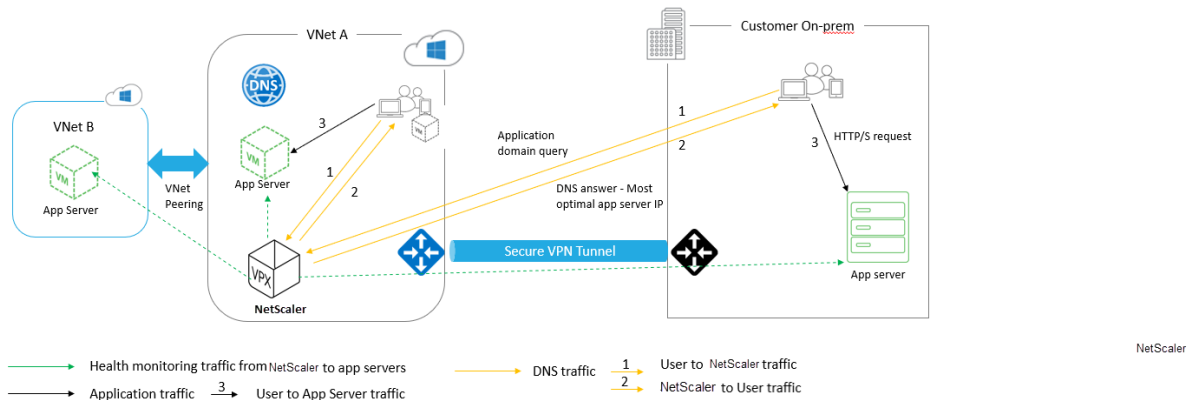 VNet A
Customer On-prem
DNS
VNet B
VM
App Server
VM
App Server
VM
VNet
Peering
3
1
2
Application
domain query
DNS answer - Most
optimal app server IP
1
2
3
HTTP/S request
Secure VPN Tunnel
VPX
NetScaler
App server
NetScaler
Health monitoring traffic from NetScaler to app servers
Application traffic
3
User to App Server traffic
DNS traffic
1
User to NetScaler traffic
2
NetScaler to User traffic